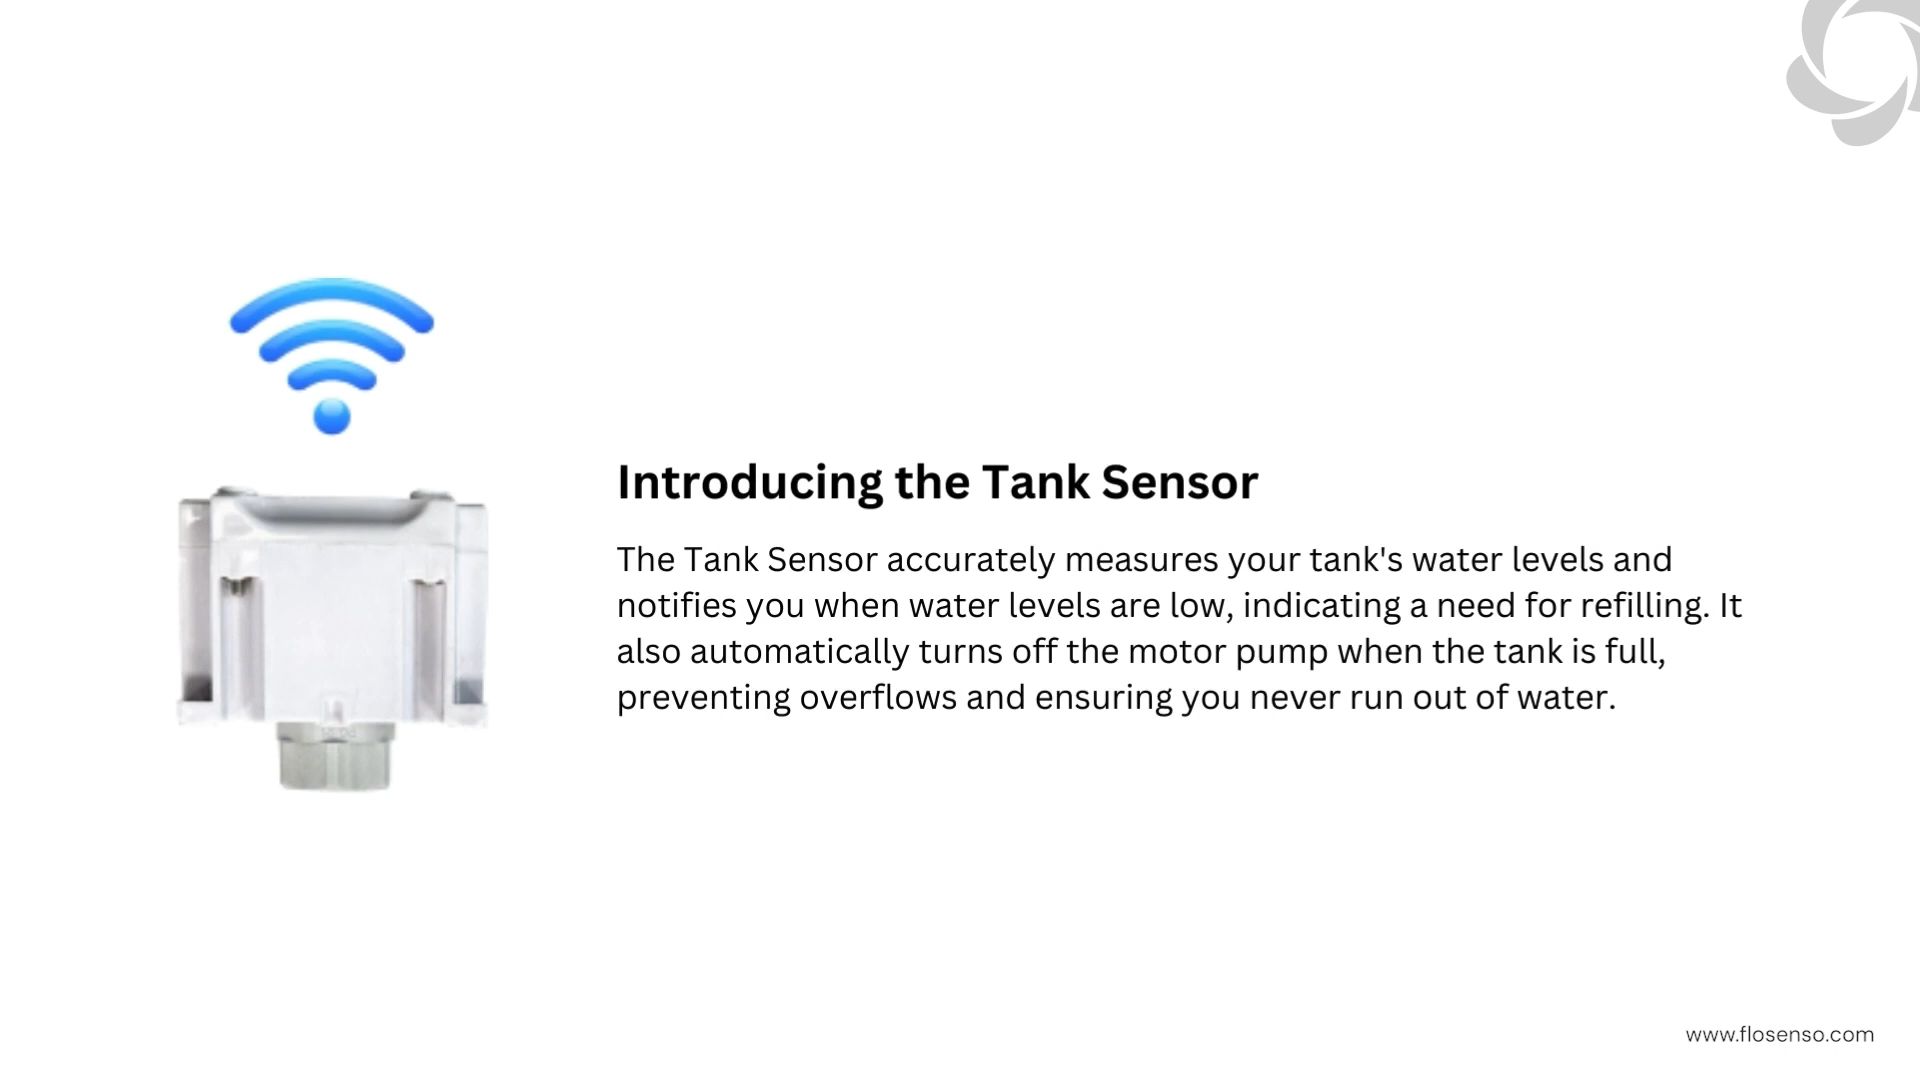 Introducing the Tank Sensor
The Tank Sensor accurately measures your tank's water levels and
notifies you when water levels are low, indicating a need for refilling. It
also automatically turns off the motor pump when the tank is full,
preventing overflows and ensuring you never run out of water.
www.flosenso.com